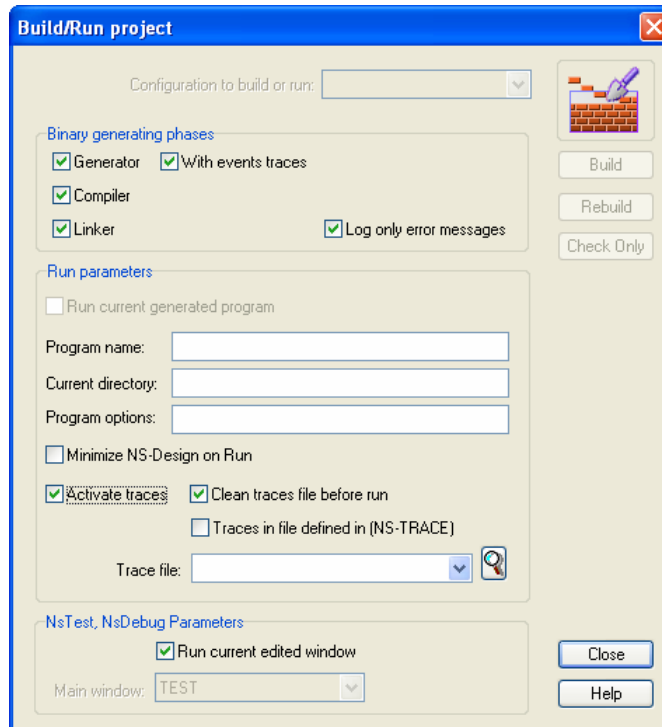 Build/Run project
Configuration to build or run:
Binary generating phases
Generator With events traces
Build
Compiler
Rebuild
Linker Log only error messages
Check Only
Run parameters
Run current generated program
Program name:
Current directory:
Program options:
Minimize NS-Design on Run
Activate traces Clean traces file before run
Traces in file defined in (NS-TRACE)
Trace file:
NsTest, NsDebug Parameters
Run current edited window
Close
Main window: TEST
Help